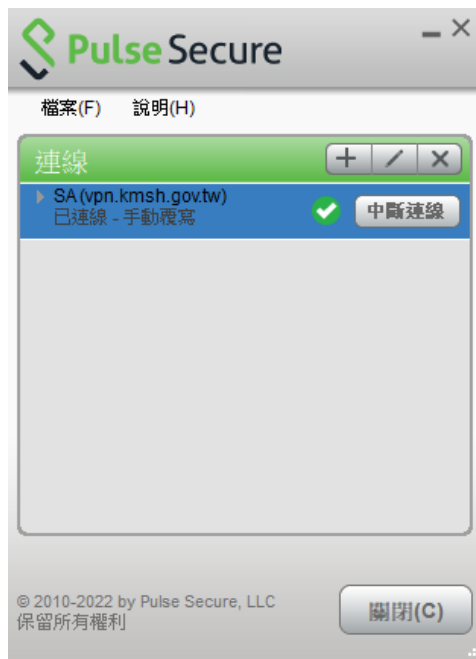 Pulse Secure
檔案(F) 說明(H)
連線
SA (vpn.kmsh.gov.tw)
已連線 - 手動覆寫
中斷連線
© 2010-2022 by Pulse Secure, LLC
保留所有權利
關閉(C)